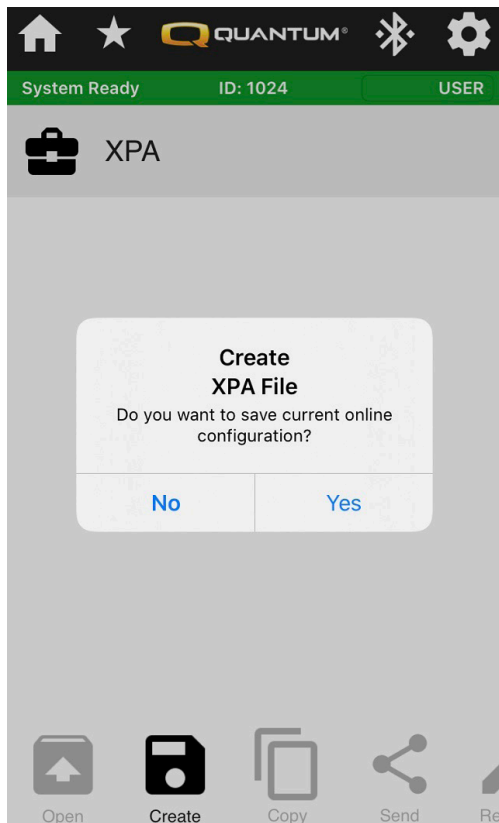 QUANTUM®
System Ready ID: 1024 USER
XPA
Create
XPA File
Do you want to save current online
configuration?
No Yes
Open Create Copy Send Re